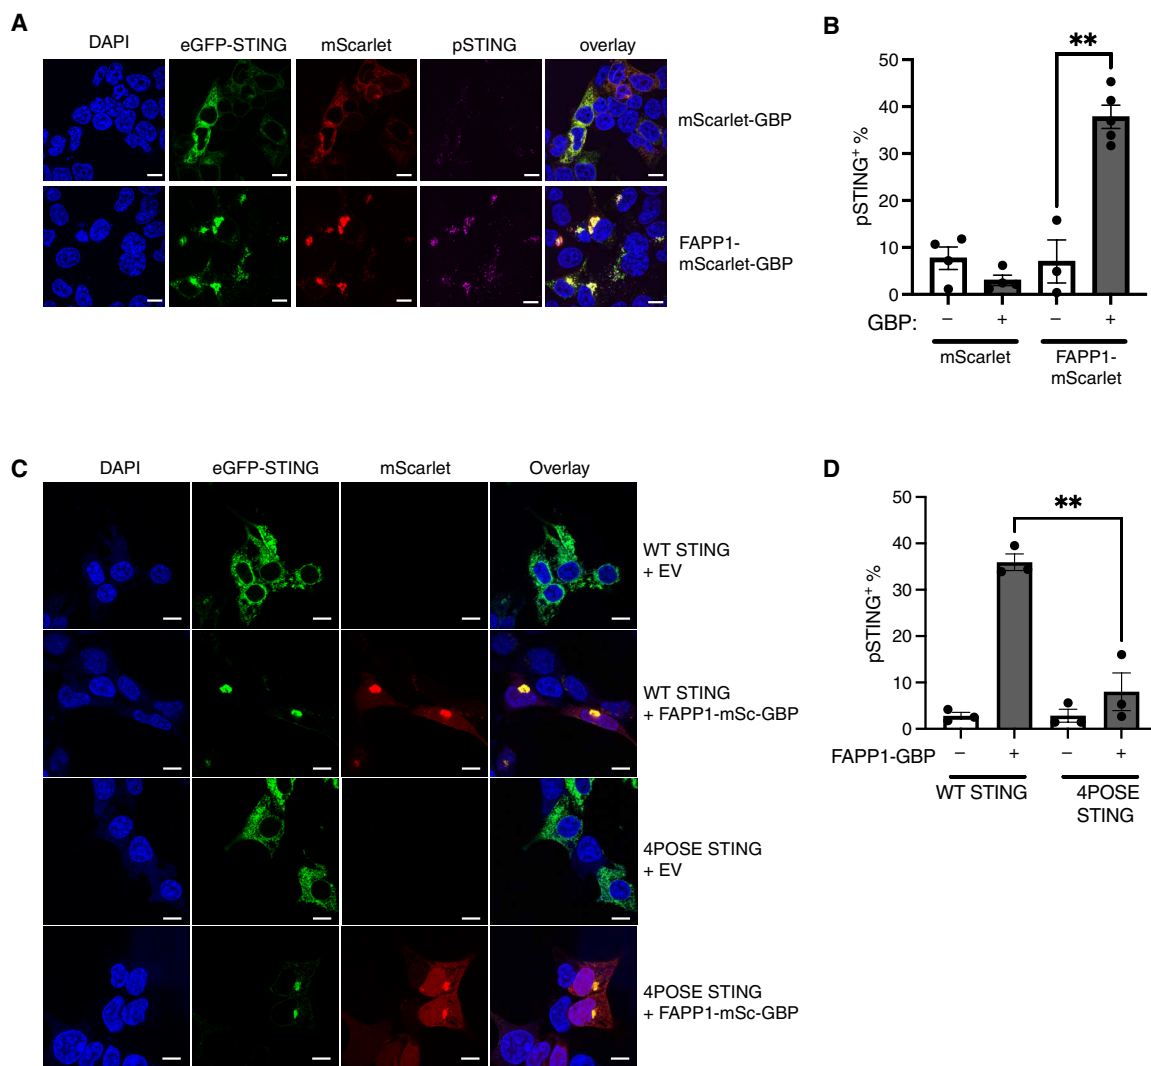 A
DAPI eGFP-STING mScarlet pSTING overlay
mScarlet-GBP
FAPP1-
mScarlet-GBP
B
**
50
40
30
20
10
0
pSTING+ %
GBP: – + – +
mScarlet FAPP1-
mScarlet
C
DAPI eGFP-STING mScarlet Overlay
WT STING
+ EV
WT STING
+ FAPP1-mSc-GBP
4POSE STING
+ EV
4POSE STING
+ FAPP1-mSc-GBP
D
**
50
40
30
20
10
0
pSTING+ %
FAPP1-GBP – + – +
WT STING 4POSE
STING